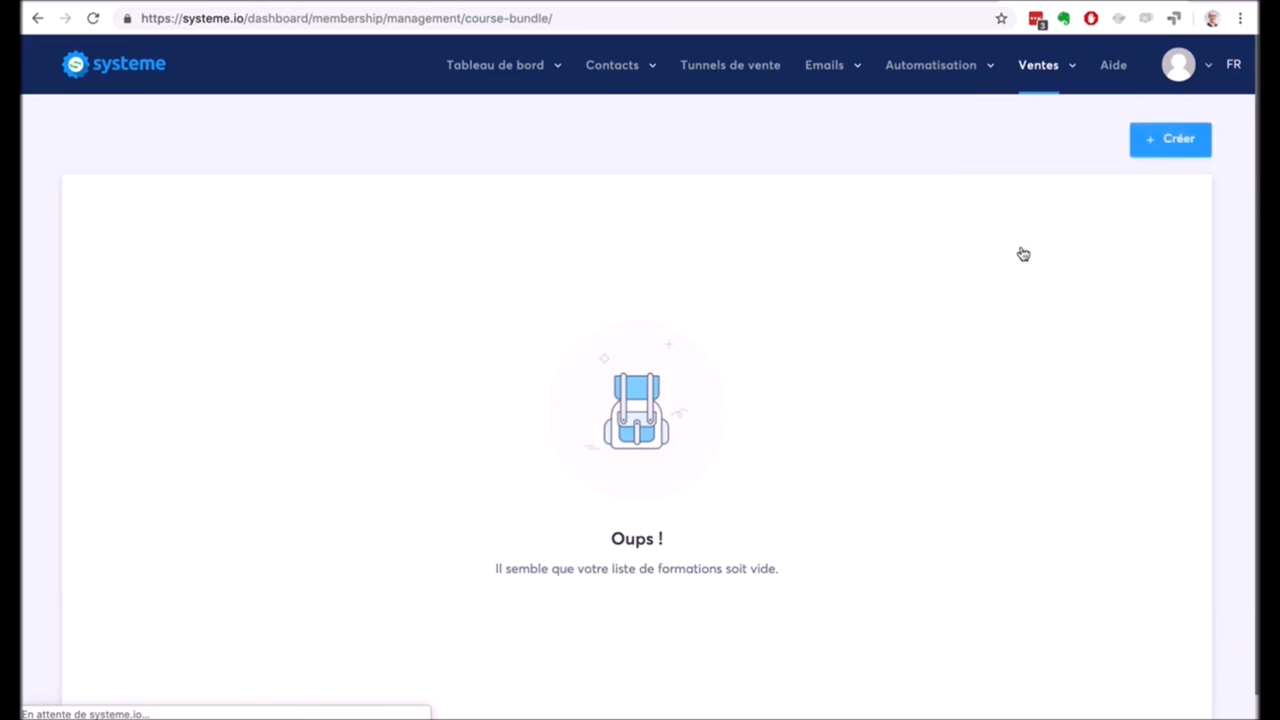 https://systeme.io/dashboard/membership/management/course-bundle/
3
systeme
Tableau de bord
Contacts
Tunnels de vente
Emails
Automatisation
Ventes
Aide
FR
+ Créer
Oups !
Il semble que votre liste de formations soit vide.
En attente de systeme.io...